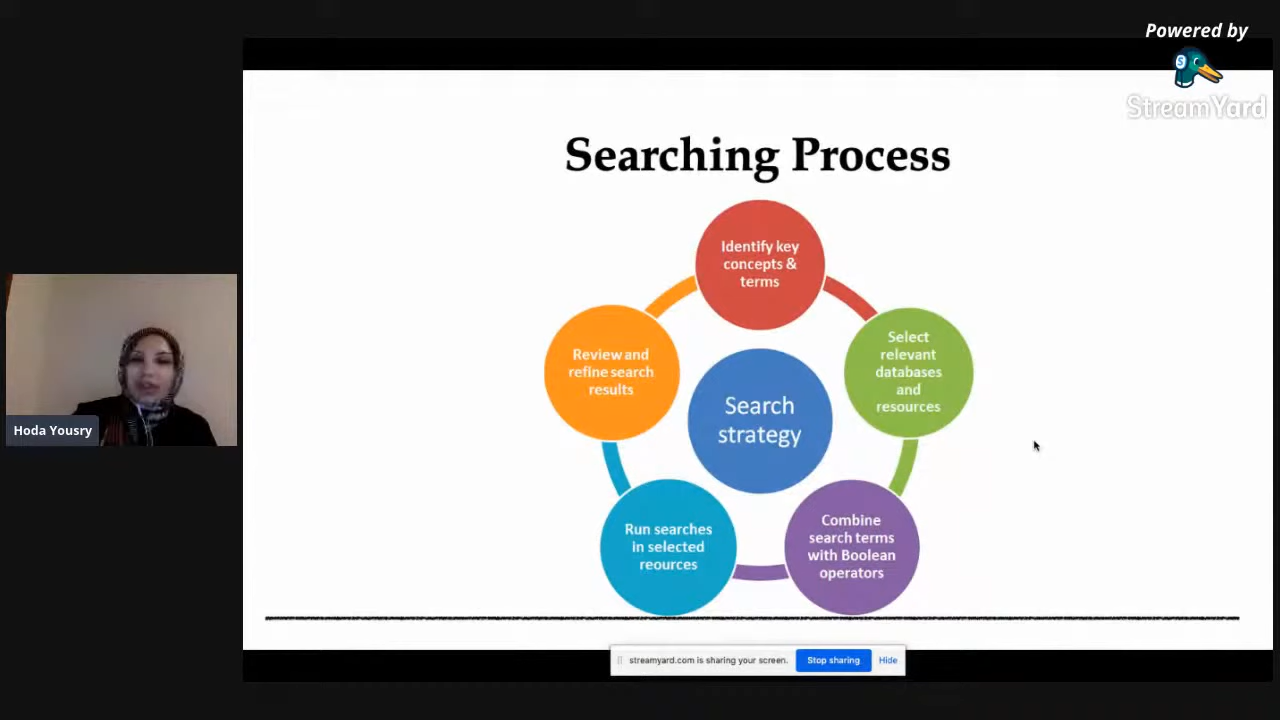 Powered by
StreamYard
Searching Process
Identify key
concepts &
terms
Select
relevant
databases
and
resources
Review and
refine search
results
Search
strategy
Hoda Yousry
Combine
search terms
with Boolean
operators
Run searches
in selected
reources
streamyard.com is sharing your screen.
Stop sharing
Hide